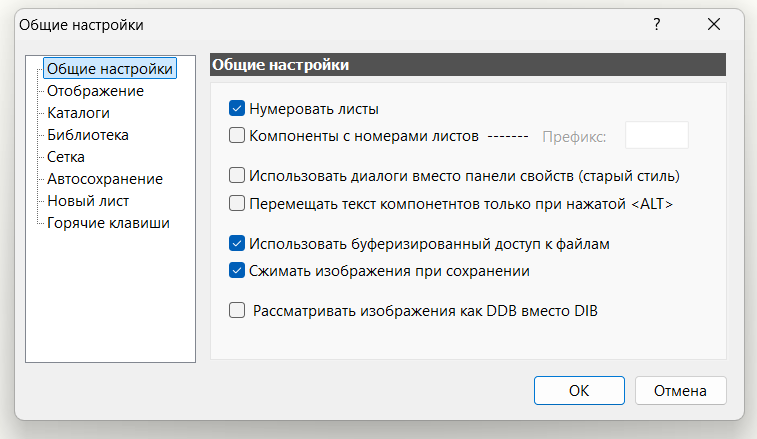 Общие настройки
?
Общие настройки
Отображение
Каталоги
Библиотека
Сетка
Автосохранение
Новый лист
Горячие клавиши
Общие настройки
Нумеровать листы
Компоненты с номерами листов ------- Префикс:
Использовать диалоги вместо панели свойств (старый стиль)
Перемещать текст компонетнтов только при нажатой <ALT>
Использовать буферизированный доступ к файлам
Сжимать изображения при сохранении
Рассматривать изображения как DDB вместо DIB
OK Отмена